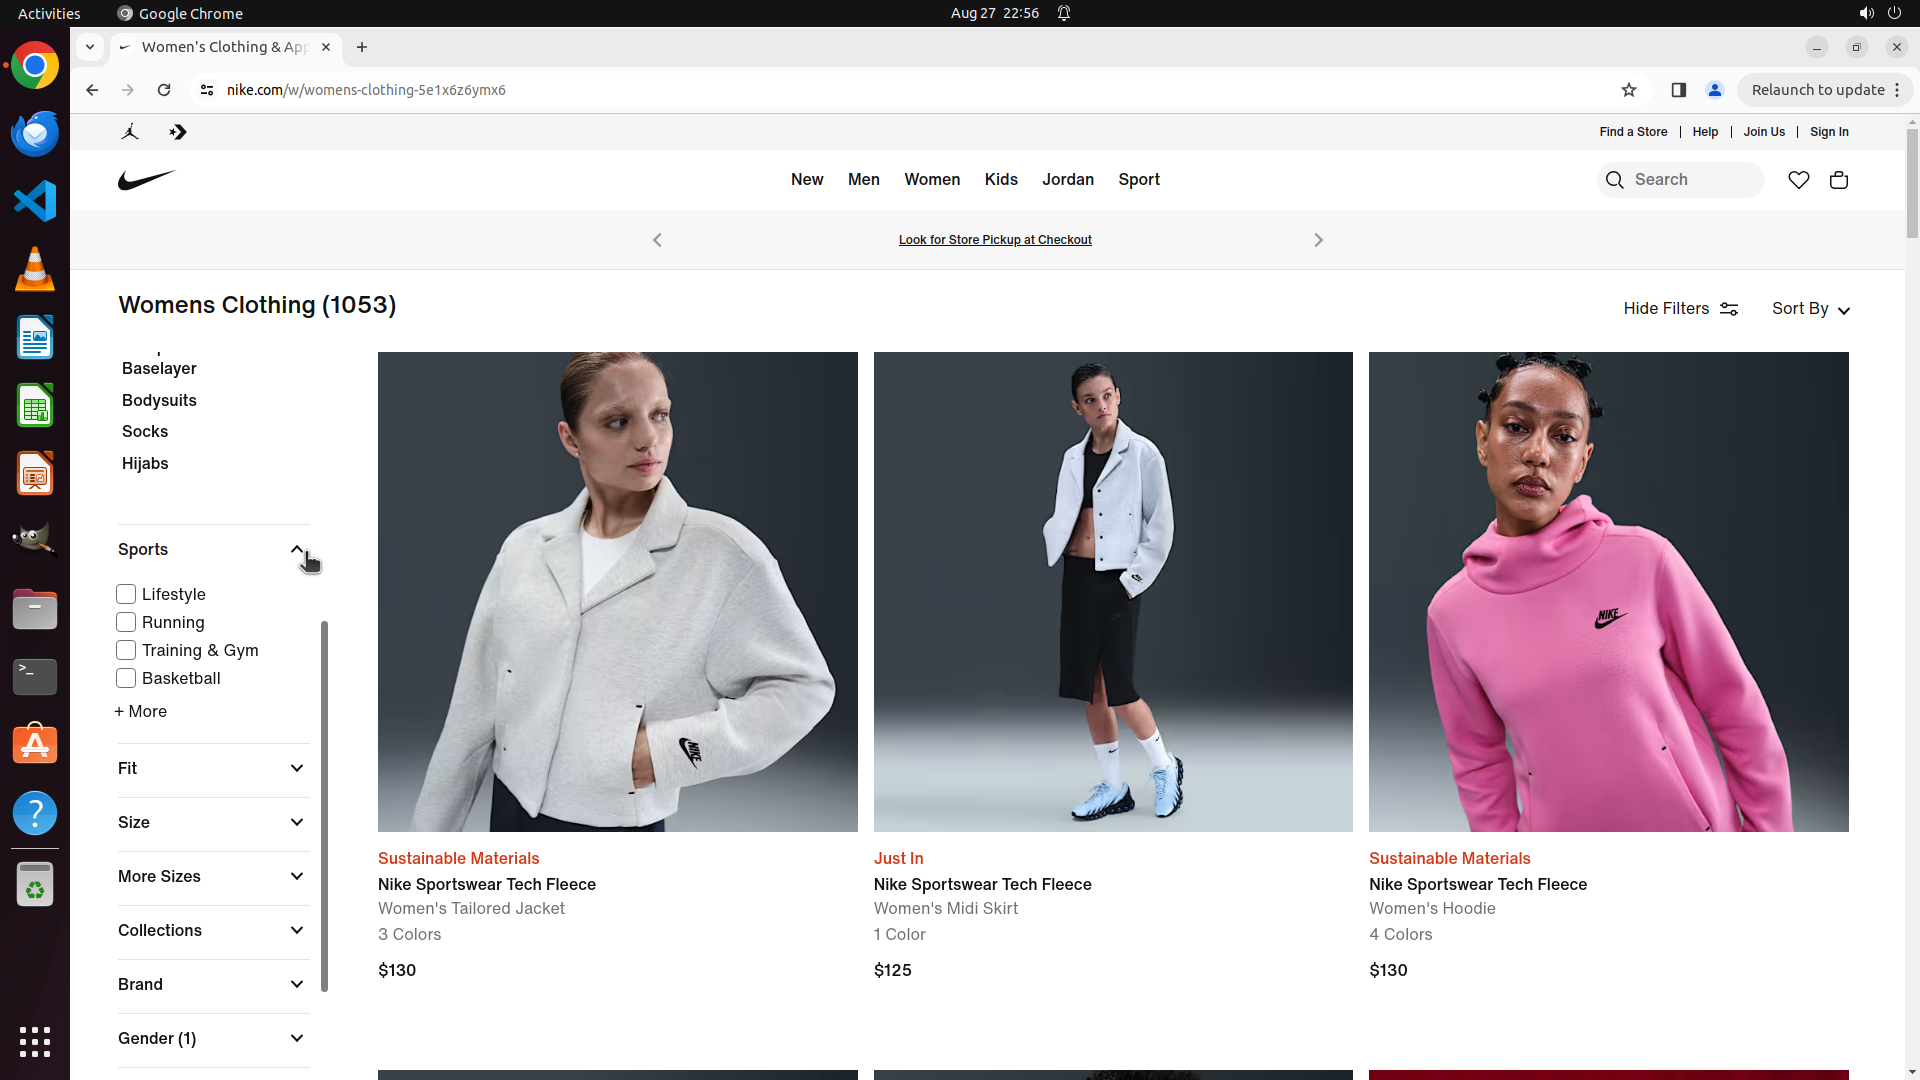 Activities
Google Chrome
Aug 27 22:56
Women's Clothing & App
nike.com/w/womens-clothing-5e1x6z6ymx6
Relaunch to update
Find a Store
Help
Join Us
Sign In
New
Men
Women
Kids
Jordan
Sport
Search
Look for Store Pickup at Checkout
Womens Clothing (1053)
Hide Filters
Sort By
Baselayer
Bodysuits
Socks
Hijabs
Sports
Lifestyle
Running
Training & Gym
Basketball
+ More
Fit
Size
More Sizes
Collections
Brand
Gender (1)
NIKE
NIKE
Sustainable Materials
Nike Sportswear Tech Fleece
Women's Tailored Jacket
3 Colors
$130
Just In
Nike Sportswear Tech Fleece
Women's Midi Skirt
1 Color
$125
Sustainable Materials
Nike Sportswear Tech Fleece
Women's Hoodie
4 Colors
$130